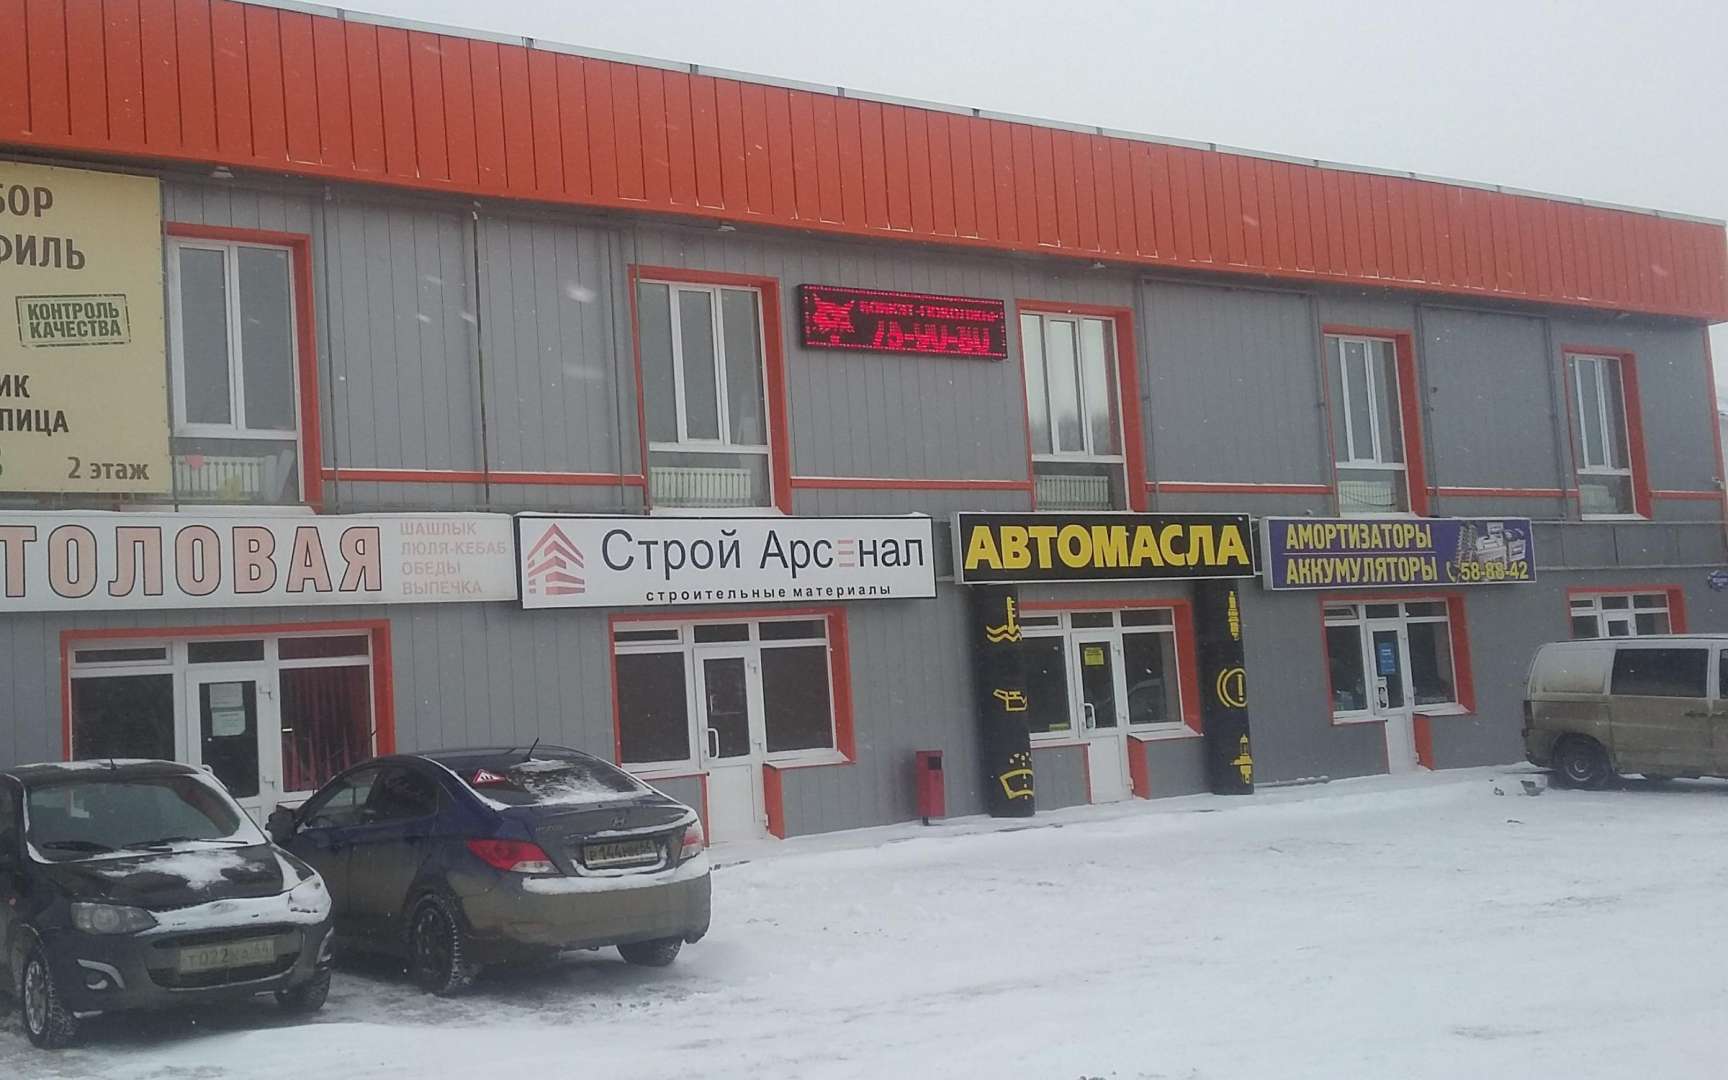 БОР
ФИЛЬ
КОНТРОЛЬ
КАЧЕСТВА
ИК
ПИЦА
2 этаж
ТОЛОВАЯ
ШАШЛЫК
ЛЮЛЯ-КЕБАБ
ОБЕДЫ
ВЫПЕЧКА
Строй Арсенал
строительные материалы
АВТОМАСЛА
АМОРТИЗАТОРЫ
АККУМУЛЯТОРЫ 58-88-42